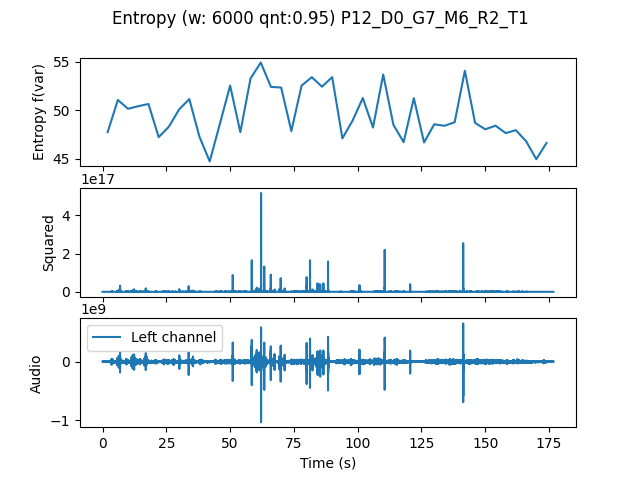 Entropy (w: 6000 qnt:0.95) P12_D0_G7_M6_R2_T1
55
50
45
Entropy f(var)
1e17
4
2
0
Squared
1e9
Left channel
0
−1
Audio
0 25 50 75 100 125 150 175
Time (s)